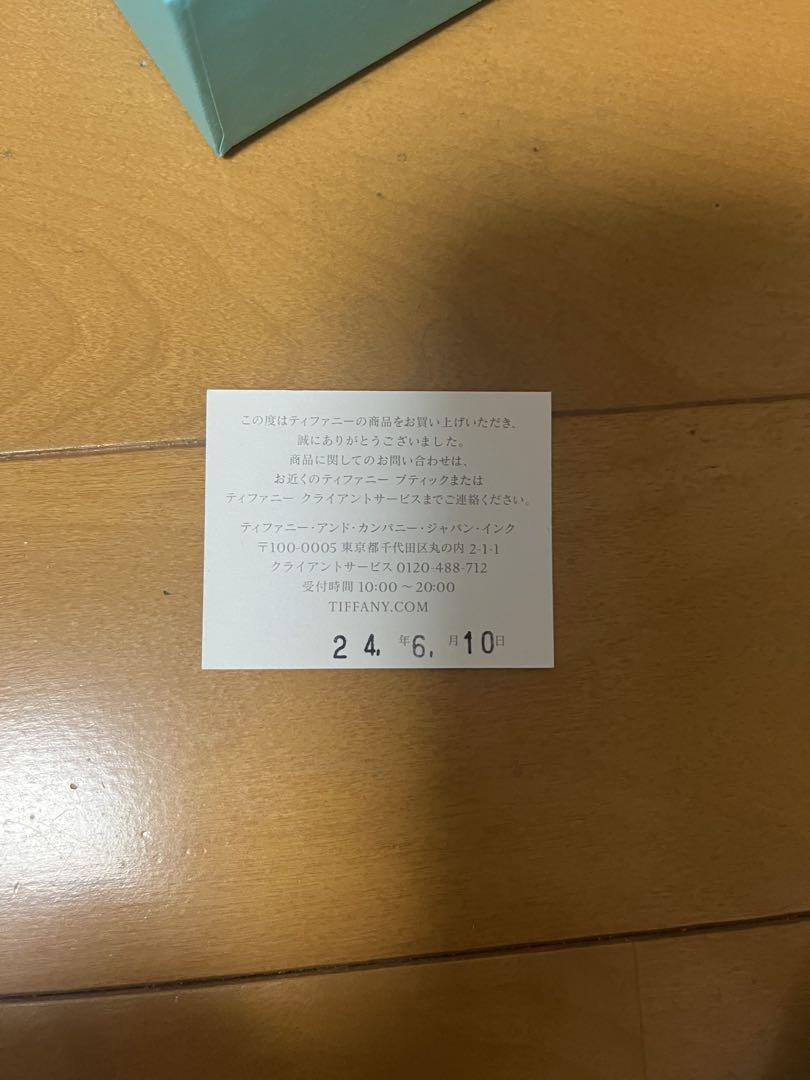 この度はティファニーの商品をお買い上げいただき、
誠にありがとうございました。
商品に関してのお問い合わせは、
お近くのティファニー ブティックまたは
ティファニー クライアントサービスまでご連絡ください。
ティファニー・アンド・カンパニー・ジャパン・インク
〒100-0005 東京都千代田区丸の内 2-1-1
クライアントサービス 0120-488-712
受付時間 10:00 〜 20:00
TIFFANY.COM
24. 年6. 月10日